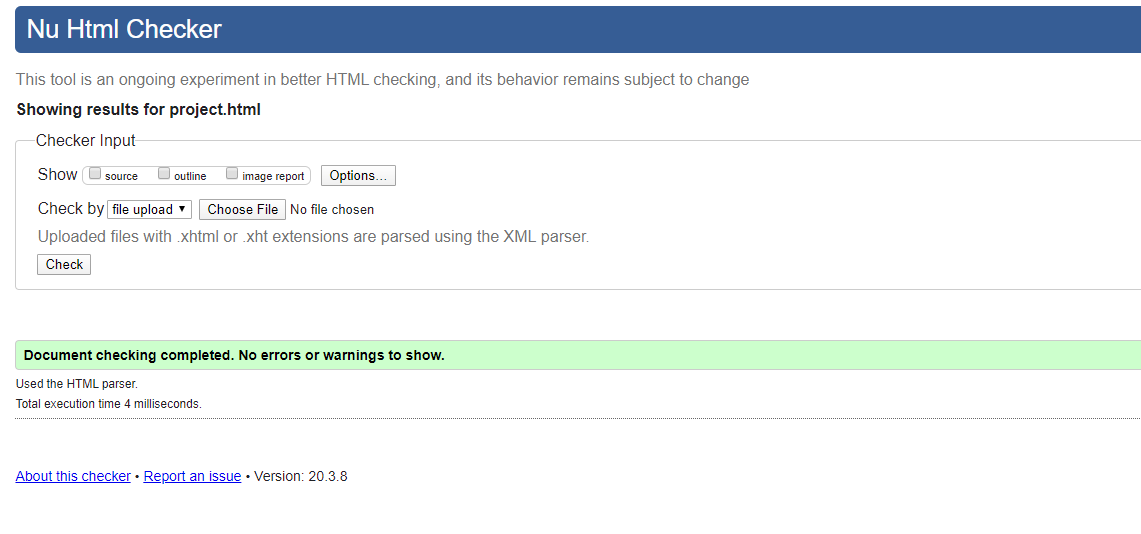 Nu Html Checker
This tool is an ongoing experiment in better HTML checking, and its behavior remains subject to change
Showing results for project.html
Checker Input
Show source outline image report Options...
Check by file upload Choose File No file chosen
Uploaded files with .xhtml or .xht extensions are parsed using the XML parser.
Check
Document checking completed. No errors or warnings to show.
Used the HTML parser.
Total execution time 4 milliseconds.
About this checker • Report an issue • Version: 20.3.8